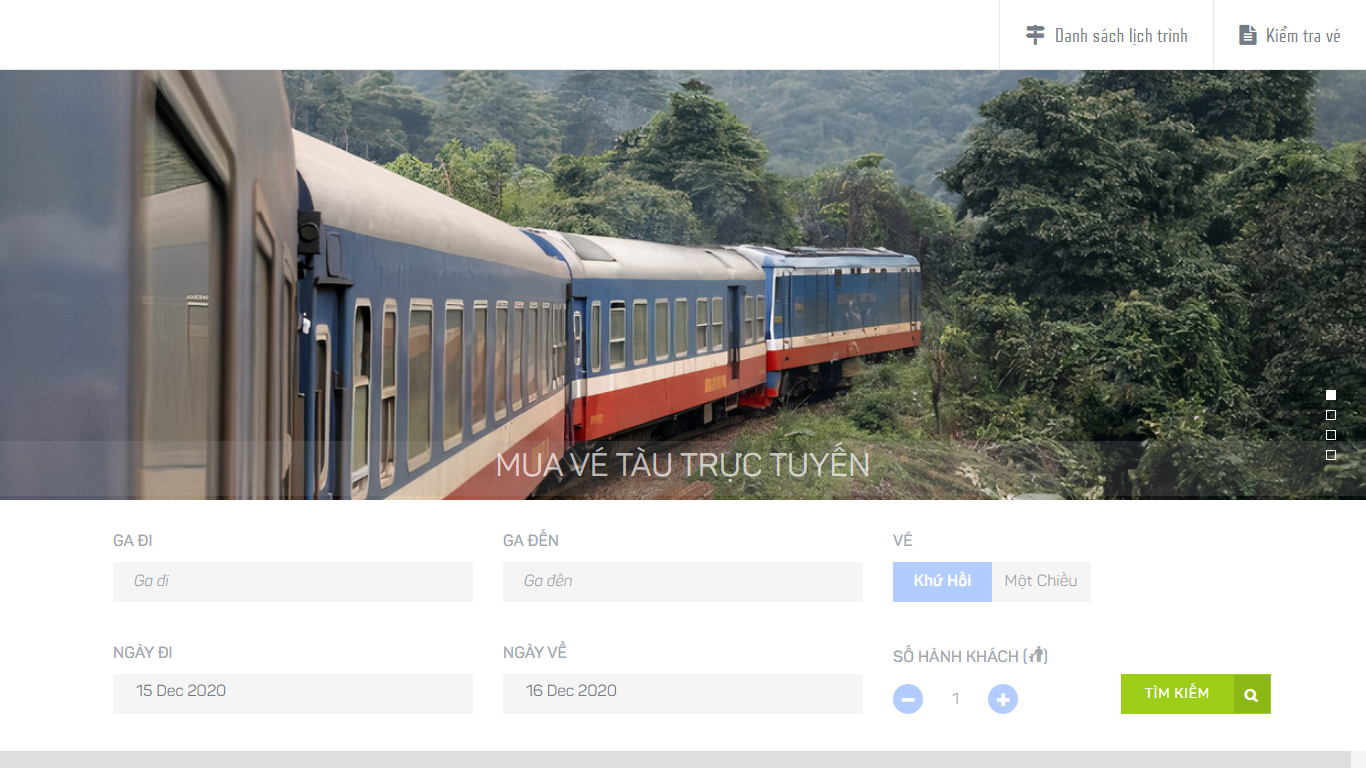 Danh sách lịch trình
Kiểm tra vé
MUA VÉ TÀU TRỰC TUYẾN
GA ĐI
GA ĐẾN
VÉ
Ga đi
Ga đến
Khứ Hồi
Một Chiều
NGÀY ĐI
NGÀY VỀ
SỐ HÀNH KHÁCH ()
15 Dec 2020
16 Dec 2020
1
TÌM KIẾM